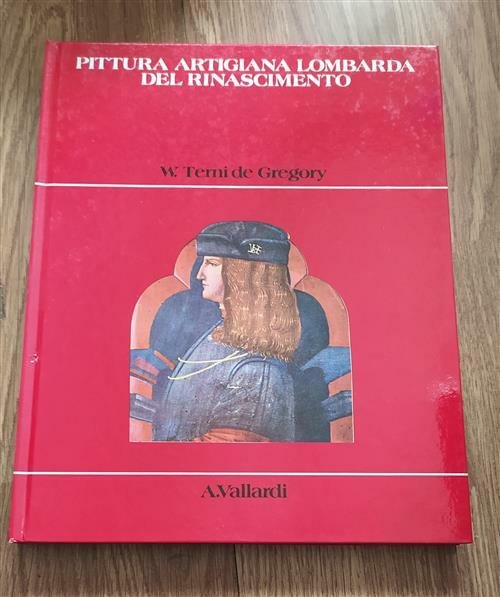 PITTURA ARTIGIANA LOMBARDA
DEL RINASCIMENTO
W. Terni de Gregory
A.Vallardi